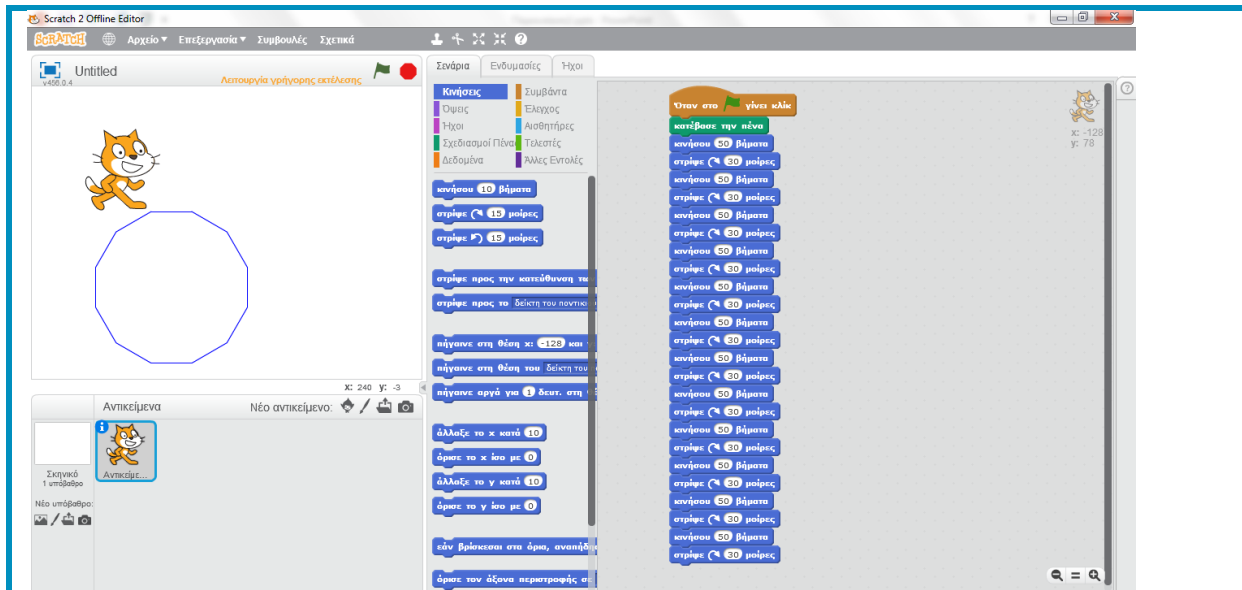 Scratch 2 Offline Editor
SCRATCH Αρχείο Επεξεργασία Συμβουλές Σχετικά
Untitled
v456.0.4
Λειτουργία γρήγορης εκτέλεσης
x: 240 y: -3
Αντικείμενα Νέο αντικείμενο:
Σκηνικό
1 υπόβαθρο
Νέο υπόβαθρο:
Αντικείμε...
Σενάρια Ενδυμασίες Ήχοι
Κινήσεις Συμβάντα
Όψεις Έλεγχος
Ήχοι Αισθητήρες
Σχεδιασμοί Πένας Τελεστές
Δεδομένα Άλλες Εντολές
κινήσου 10 βήματα
στρίψε 15 μοίρες
στρίψε 15 μοίρες
στρίψε προς την κατεύθυνση
στρίψε προς το δείκτη του
πήγαινε στη θέση x: -128 και
πήγαινε στη θέση του δείκτη του
πήγαινε αργά για 1 δευτ. στη
άλλαξε το x κατά 10
όρισε το x ίσο με 0
άλλαξε το y κατά 10
όρισε το y ίσο με 0
εάν βρίσκεσαι στα όρια,
όρισε τον άξονα περιστροφής σε
Όταν στο γίνει κλίκ
κατέβασε την πένα
κινήσου 50 βήματα
στρίψε 30 μοίρες
κινήσου 50 βήματα
στρίψε 30 μοίρες
κινήσου 50 βήματα
στρίψε 30 μοίρες
κινήσου 50 βήματα
στρίψε 30 μοίρες
κινήσου 50 βήματα
στρίψε 30 μοίρες
κινήσου 50 βήματα
στρίψε 30 μοίρες
κινήσου 50 βήματα
στρίψε 30 μοίρες
κινήσου 50 βήματα
στρίψε 30 μοίρες
κινήσου 50 βήματα
στρίψε 30 μοίρες
κινήσου 50 βήματα
στρίψε 30 μοίρες
κινήσου 50 βήματα
στρίψε 30 μοίρες
κινήσου 50 βήματα
στρίψε 30 μοίρες
x: -128
y: 78